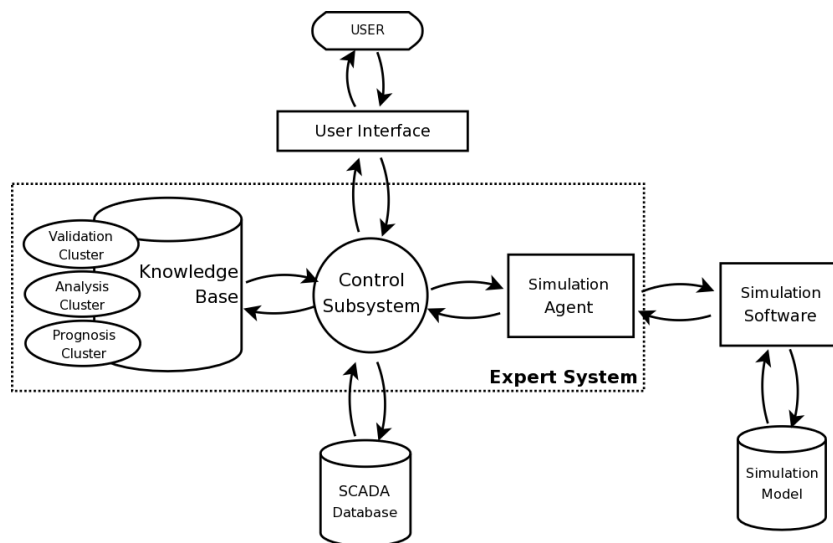 USER
User Interface
Validation
Cluster
Analysis
Cluster
Prognosis
Cluster
Knowledge
Base
Control
Subsystem
Simulation
Agent
Simulation
Software
Expert System
SCADA
Database
Simulation
Model